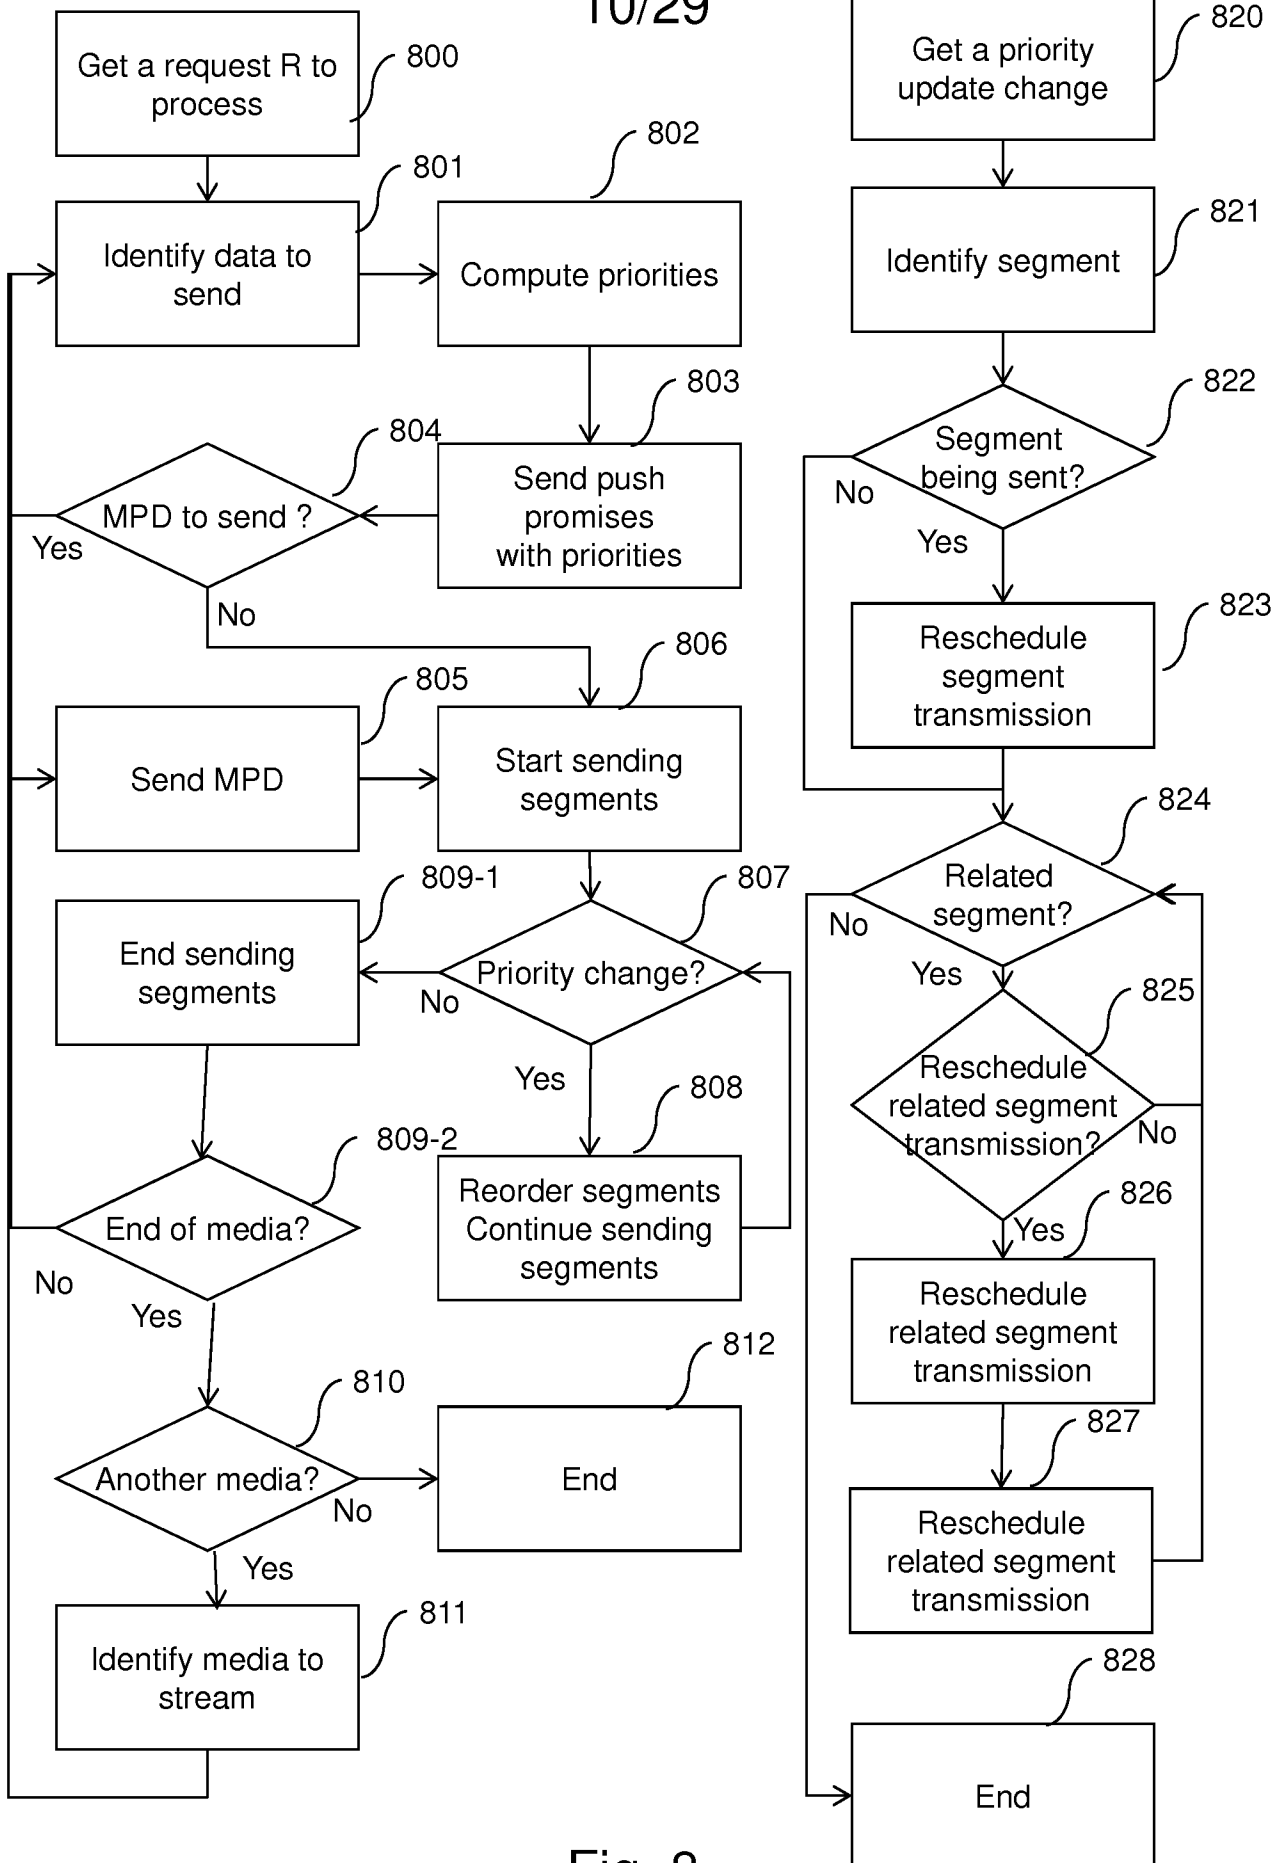 10/29
Get a request R to
process
800
801
802
Identify data to
send
Compute priorities
803
804
MPD to send ?
Send push
promises
with priorities
Yes
No
805
806
Send MPD
Start sending
segments
809-1
807
End sending
segments
Priority change?
No
Yes
808
809-2
End of media?
Reorder segments
Continue sending
segments
No
Yes
810
812
Another media?
No
End
Yes
811
Identify media to
stream
820
Get a priority
update change
821
Identify segment
822
Segment
being sent?
No
Yes
823
Reschedule
segment
transmission
824
Related
segment?
No
Yes
825
Reschedule
related segment
transmission?
No
Yes
826
Reschedule
related segment
transmission
827
Reschedule
related segment
transmission
828
End
Fig. 8